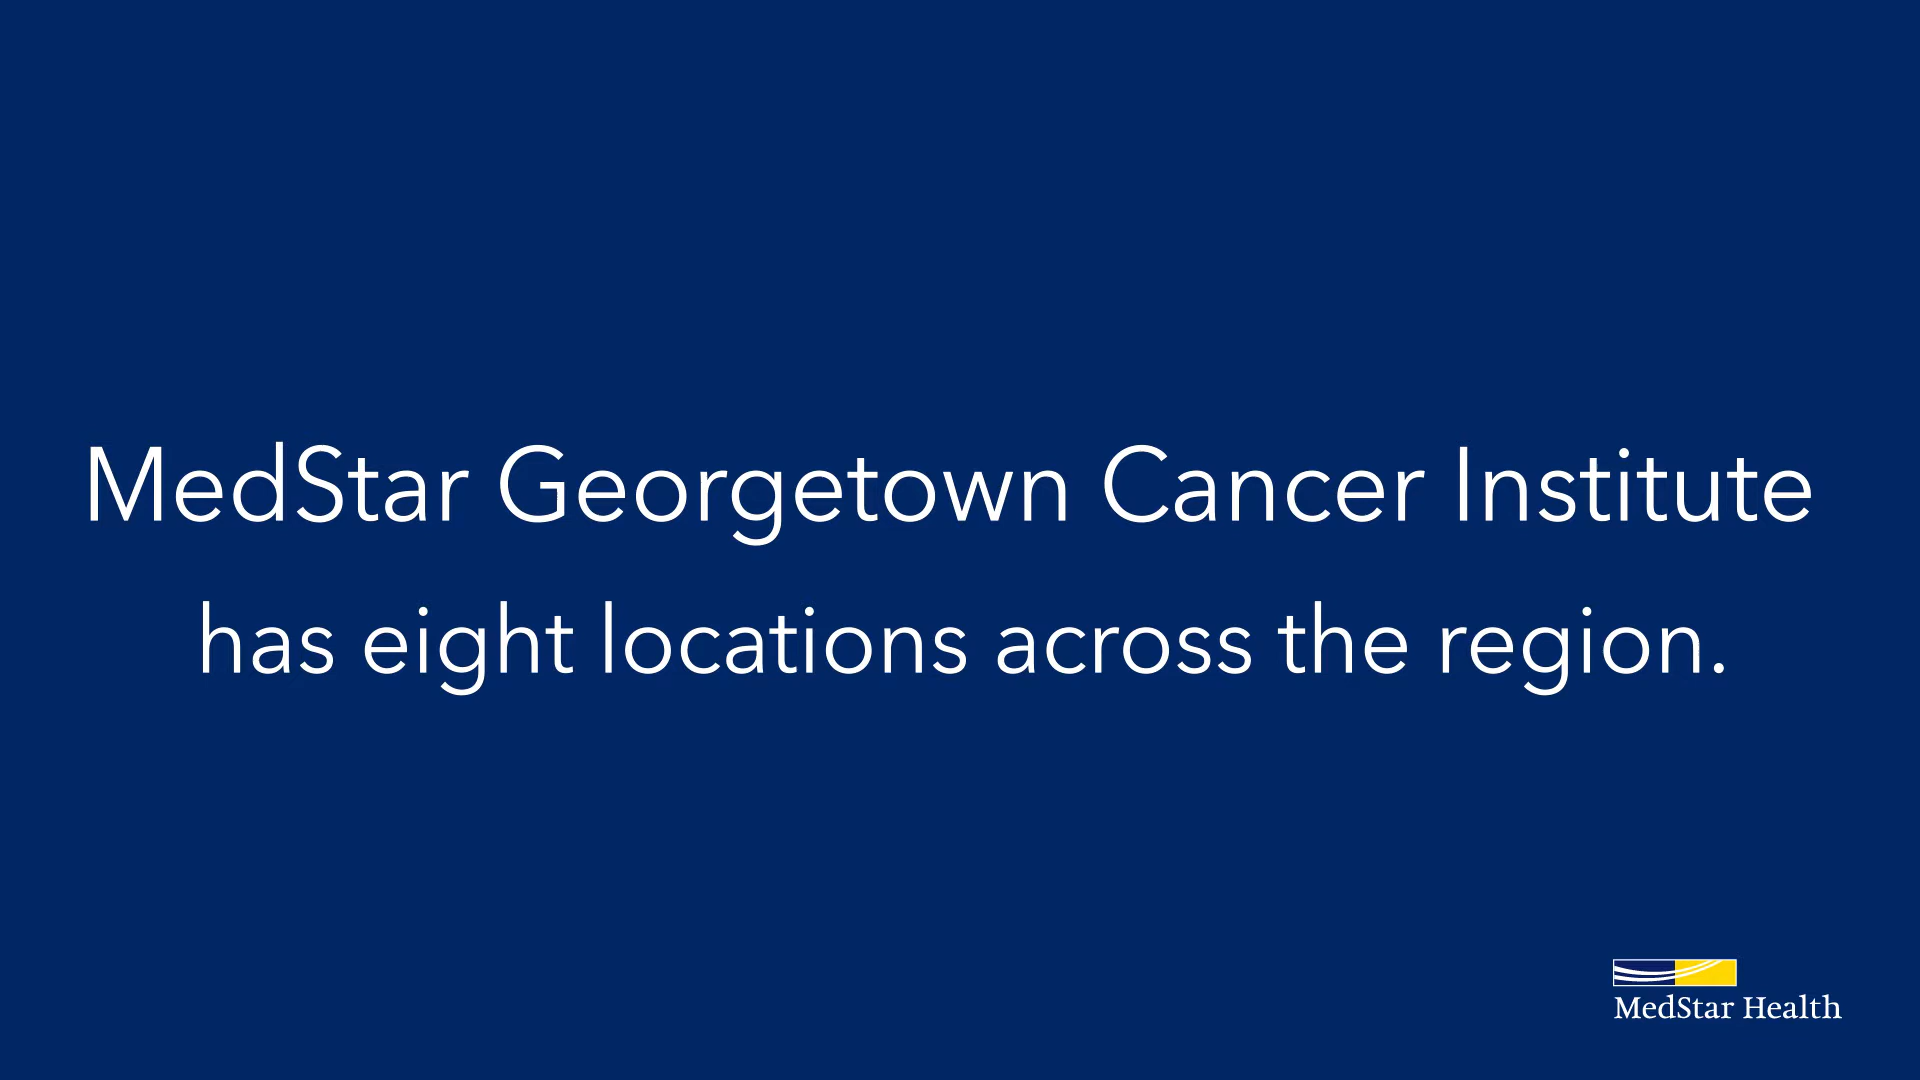 MedStar Georgetown Cancer Institute
has eight locations across the region.
MedStar Health